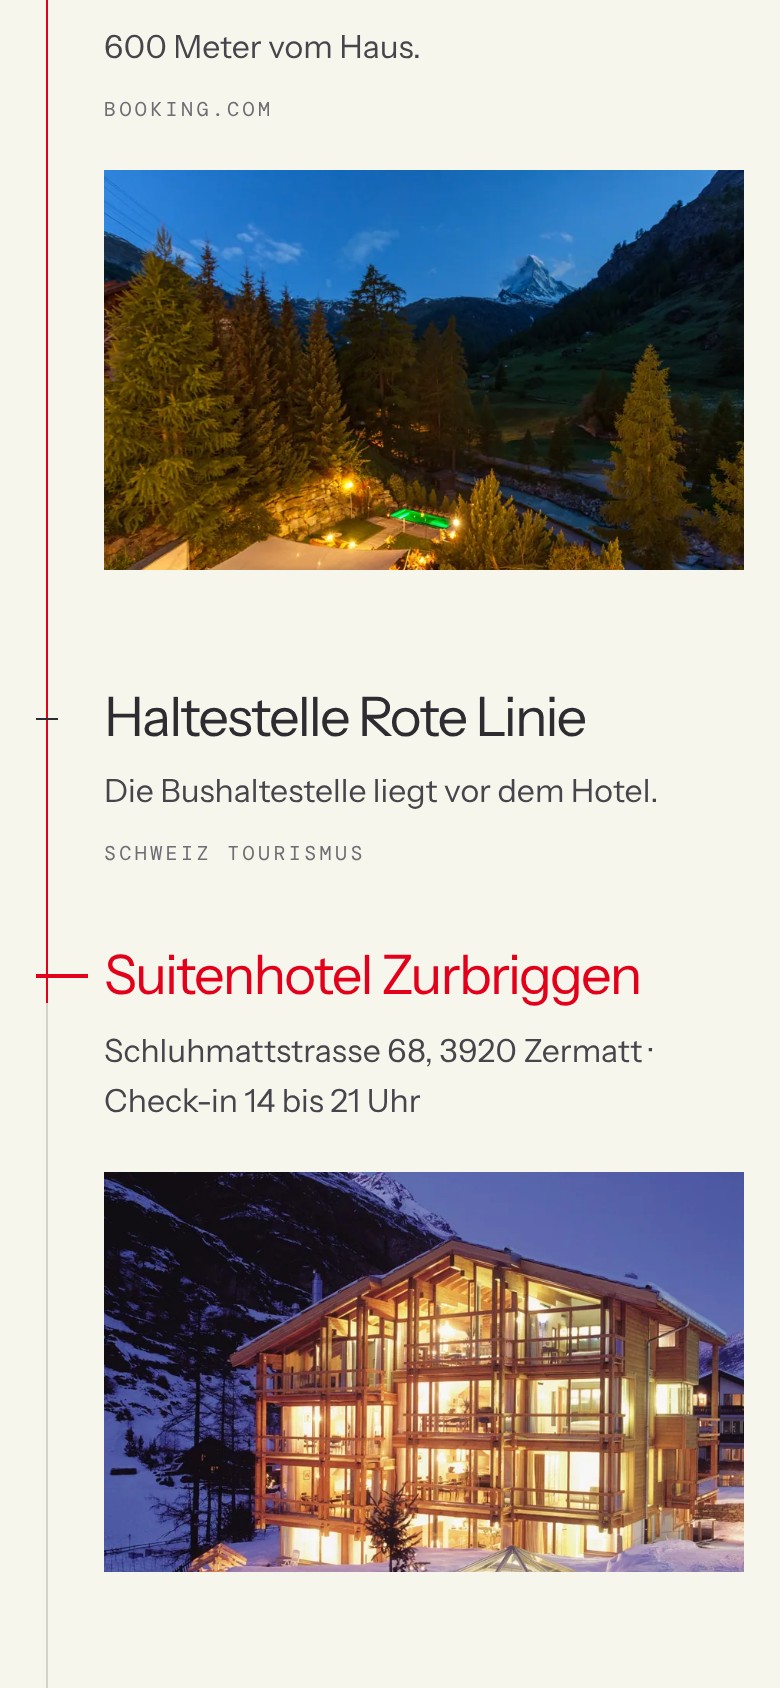 600 Meter vom Haus.
BOOKING.COM
Haltestelle Rote Linie
Die Bushaltestelle liegt vor dem Hotel.
SCHWEIZ TOURISMUS
Suitenhotel Zurbriggen
Schluhmattstrasse 68, 3920 Zermatt ·
Check-in 14 bis 21 Uhr